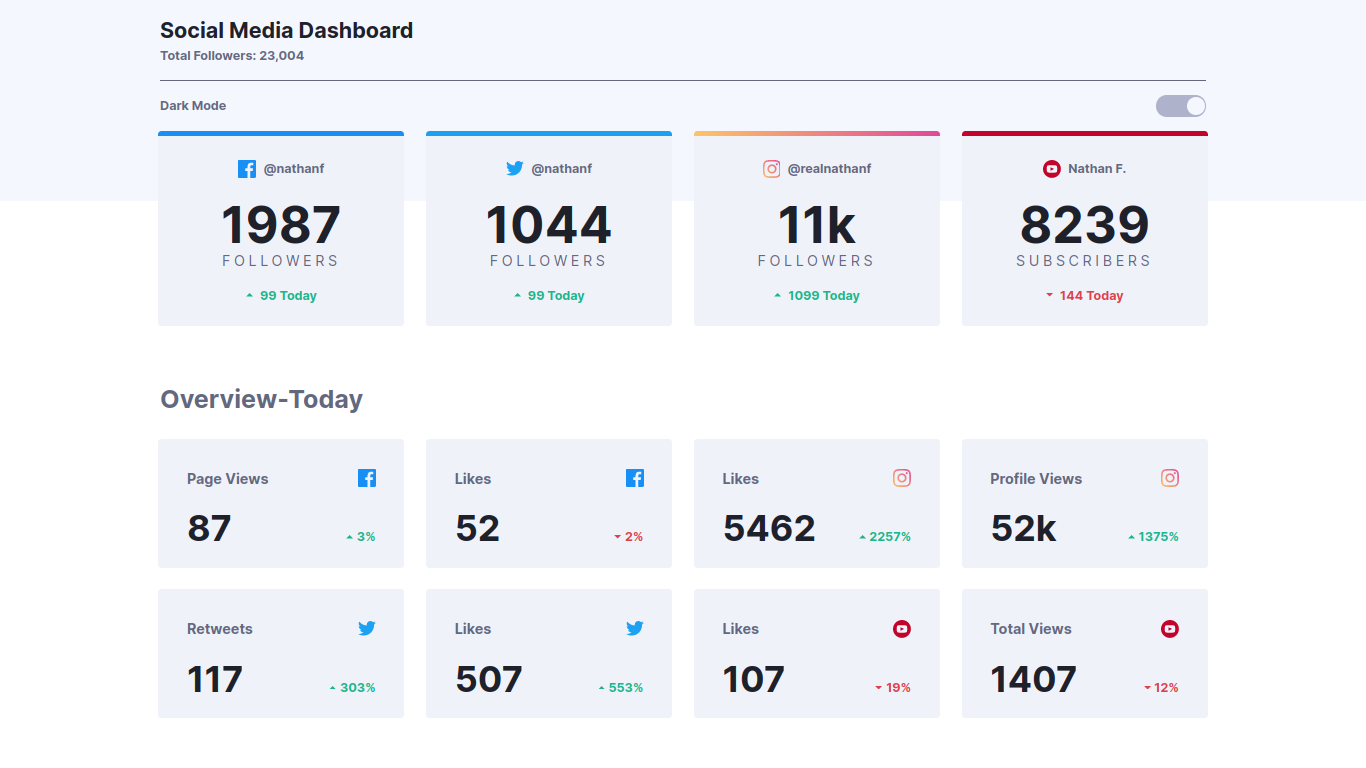 Social Media Dashboard
Total Followers: 23,004
Dark Mode
@nathanf
1987
FOLLOWERS
99 Today
@nathanf
1044
FOLLOWERS
99 Today
@realnathanf
11k
FOLLOWERS
1099 Today
Nathan F.
8239
SUBSCRIBERS
144 Today
Overview-Today
Page Views
87
3%
Likes
52
2%
Likes
5462
2257%
Profile Views
52k
1375%
Retweets
117
303%
Likes
507
553%
Likes
107
19%
Total Views
1407
12%